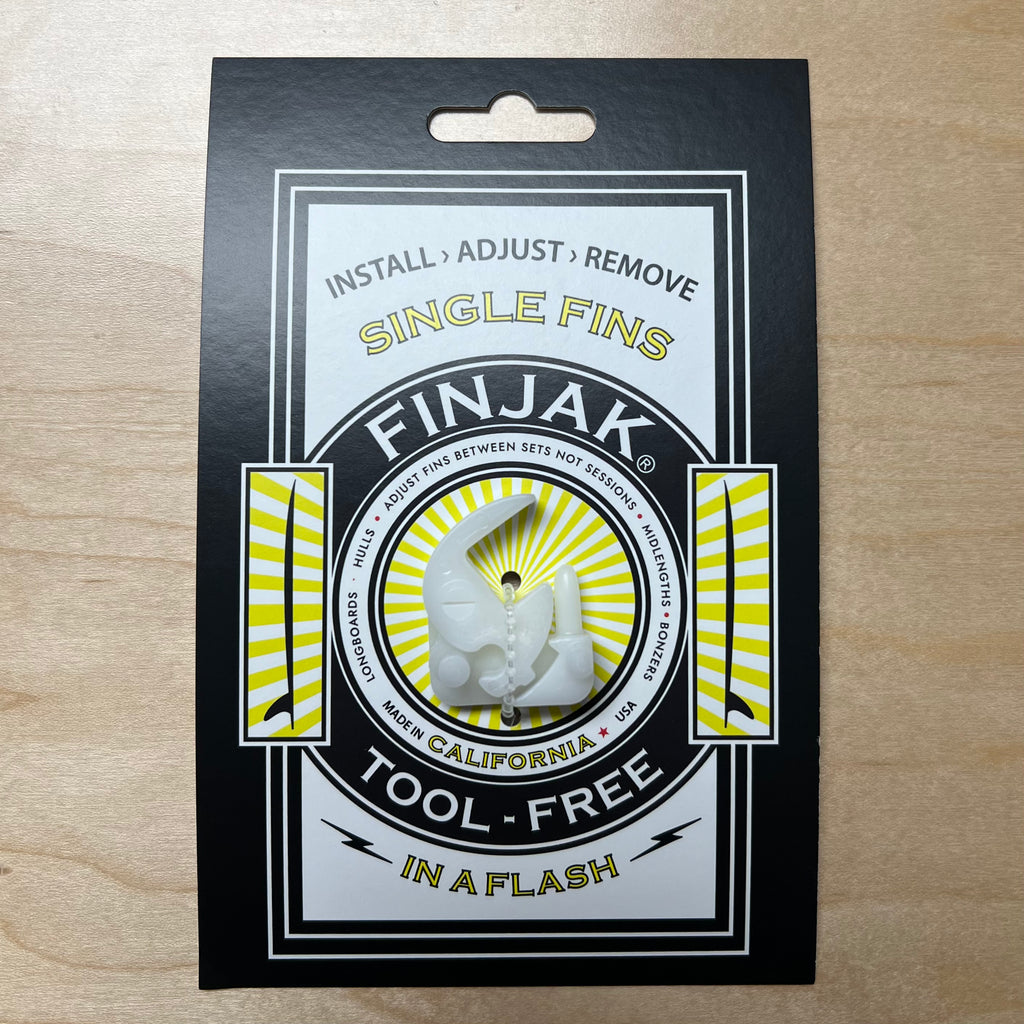 INSTALL › ADJUST › REMOVE
SINGLE FINS
FINJAK®
LONGBOARDS · HULLS • ADJUST FINS BETWEEN SETS NOT SESSIONS • MIDLENGTHS • BONZERS
MADE IN CALIFORNIA ★ USA
TOOL - FREE
IN A FLASH